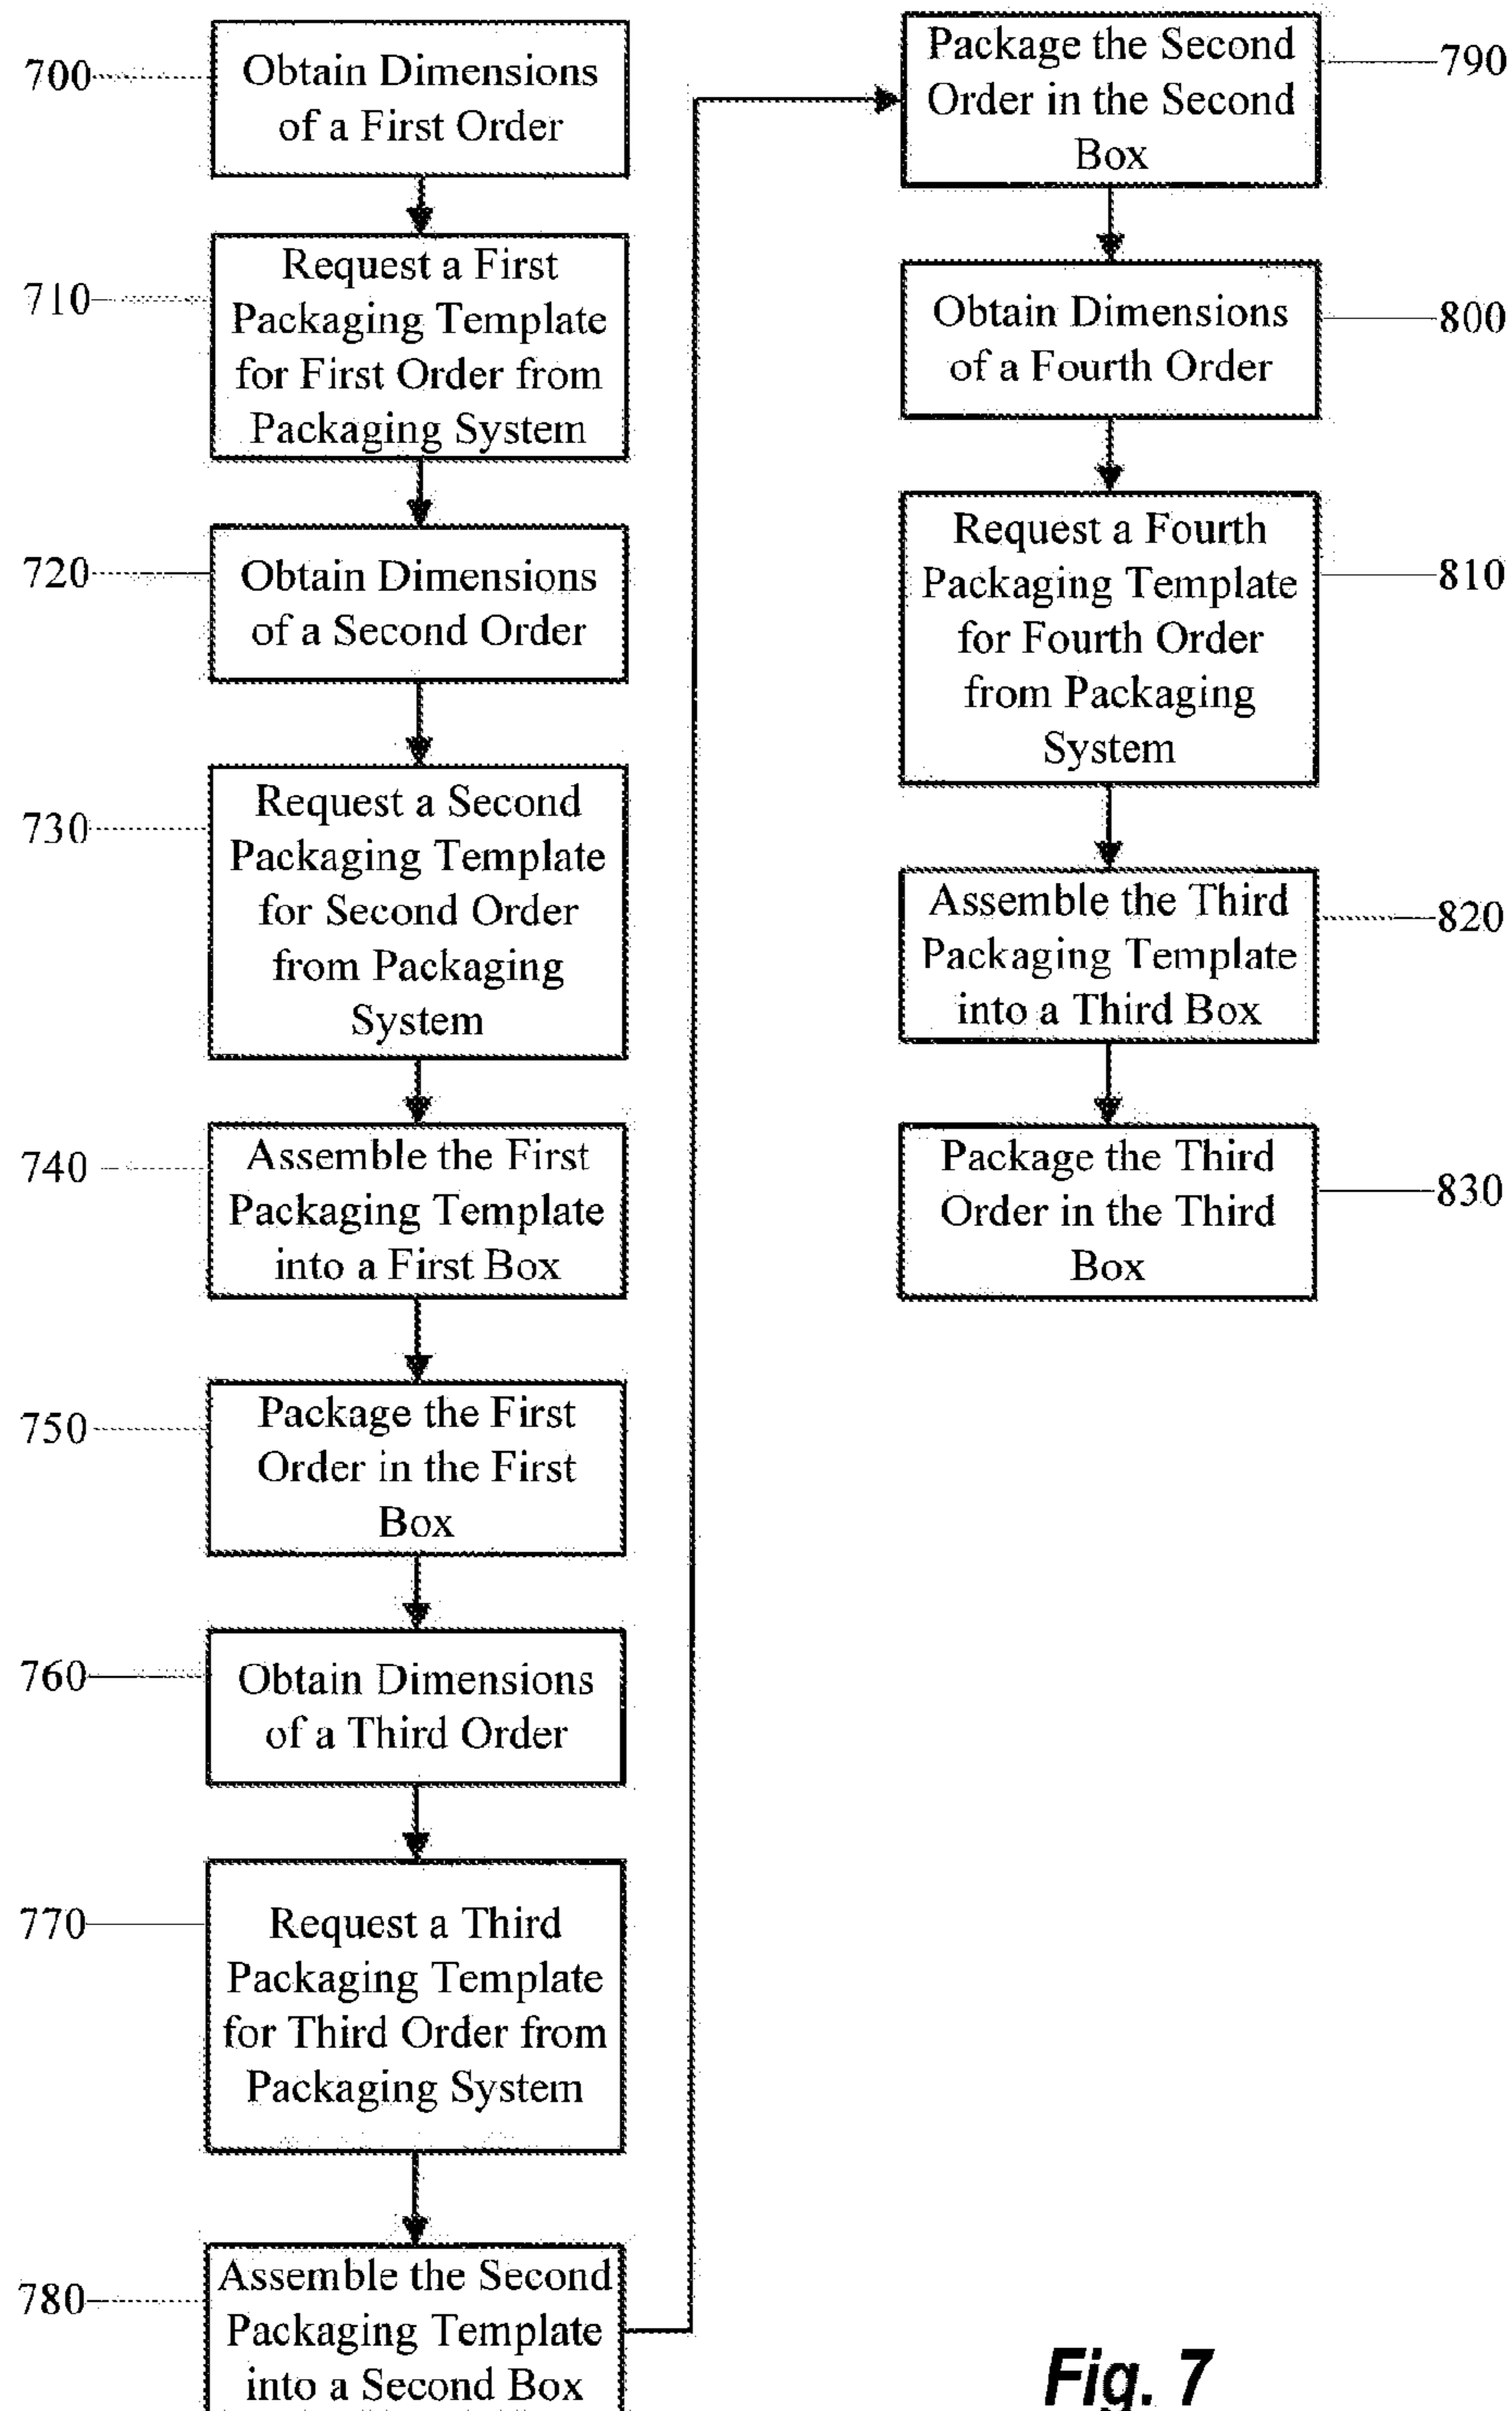 700
Obtain Dimensions
of a First Order
710
Request a First
Packaging Template
for First Order from
Packaging System
720
Obtain Dimensions
of a Second Order
730
Request a Second
Packaging Template
for Second Order
from Packaging
System
740
Assemble the First
Packaging Template
into a First Box
750
Package the First
Order in the First
Box
760
Obtain Dimensions
of a Third Order
770
Request a Third
Packaging Template
for Third Order from
Packaging System
780
Assemble the Second
Packaging Template
into a Second Box
Package the Second
Order in the Second
Box
790
Obtain Dimensions
of a Fourth Order
800
Request a Fourth
Packaging Template
for Fourth Order
from Packaging
System
810
Assemble the Third
Packaging Template
into a Third Box
820
Package the Third
Order in the Third
Box
830
Fig. 7